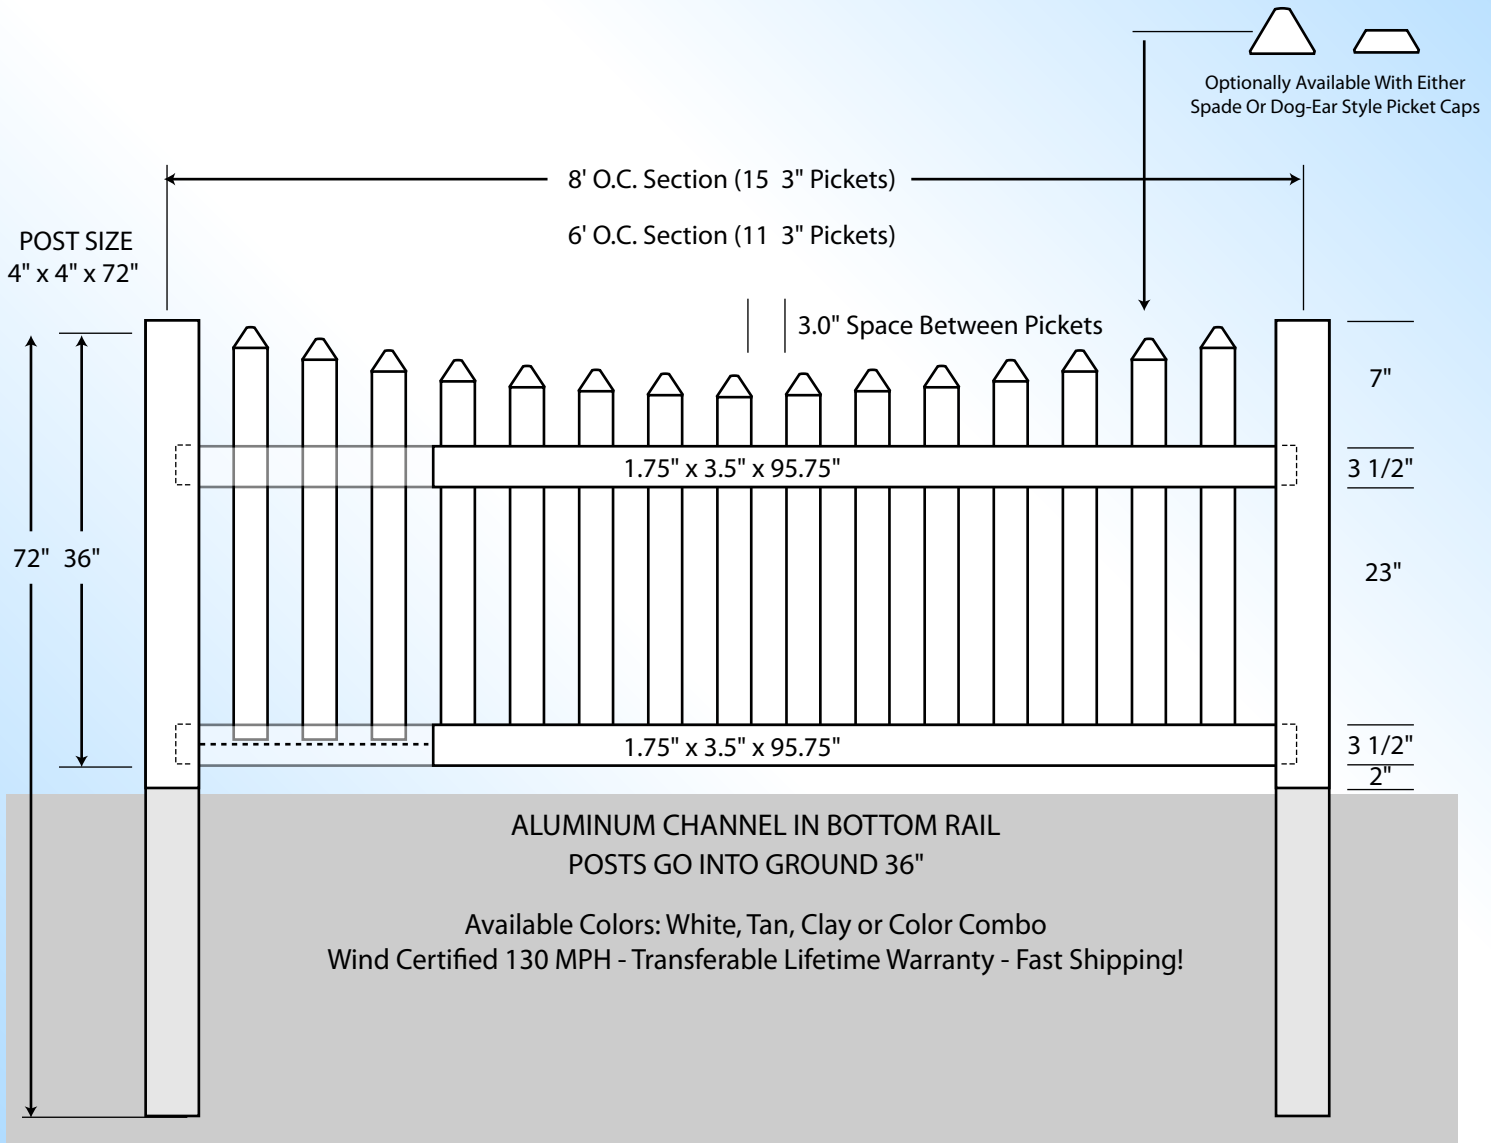 Optionally Available With Either
Spade Or Dog-Ear Style Picket Caps
8' O.C. Section (15  3" Pickets)
6' O.C. Section (11  3" Pickets)
POST SIZE
4" x 4" x 72"
3.0" Space Between Pickets
7"
1.75" x 3.5" x 95.75"
3 1/2"
72"
36"
23"
1.75" x 3.5" x 95.75"
3 1/2"
2"
ALUMINUM CHANNEL IN BOTTOM RAIL
POSTS GO INTO GROUND 36"
Available Colors: White, Tan, Clay or Color Combo
Wind Certified 130 MPH - Transferable Lifetime Warranty - Fast Shipping!